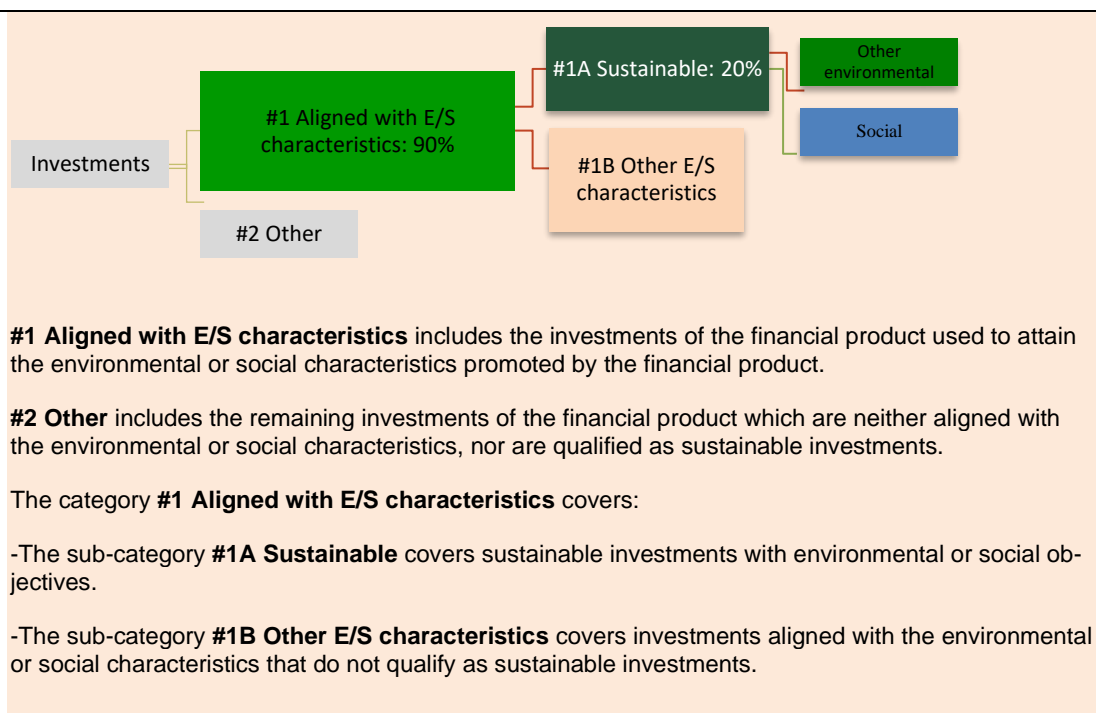 Investments
#1 Aligned with E/S
characteristics: 90%
#2 Other
#1A Sustainable: 20%
#1B Other E/S
characteristics
Other
environmental
Social
#1 Aligned with E/S characteristics includes the investments of the financial product used to attain
the environmental or social characteristics promoted by the financial product.
#2 Other includes the remaining investments of the financial product which are neither aligned with
the environmental or social characteristics, nor are qualified as sustainable investments.
The category #1 Aligned with E/S characteristics covers:
-The sub-category #1A Sustainable covers sustainable investments with environmental or social ob-
jectives.
-The sub-category #1B Other E/S characteristics covers investments aligned with the environmental
or social characteristics that do not qualify as sustainable investments.